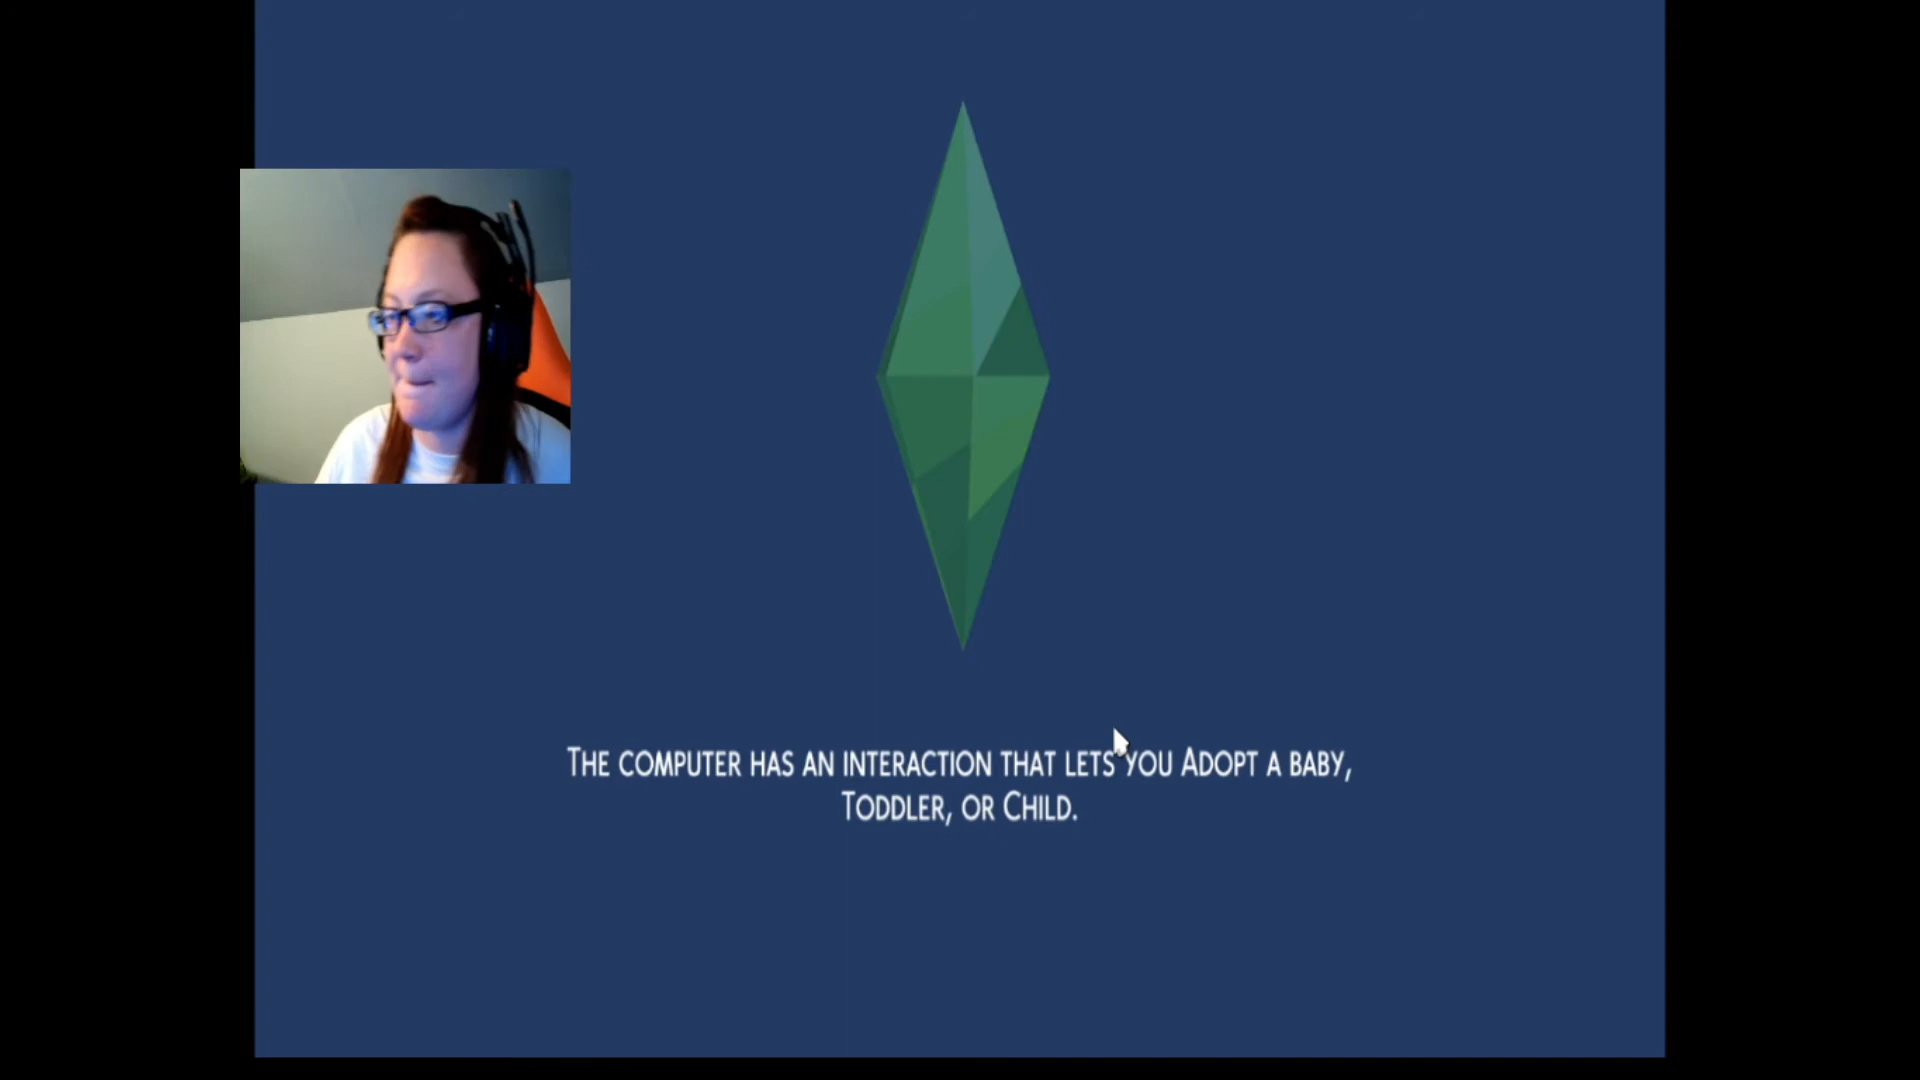 The computer has an interaction that lets you Adopt a baby,
Toddler, or Child.